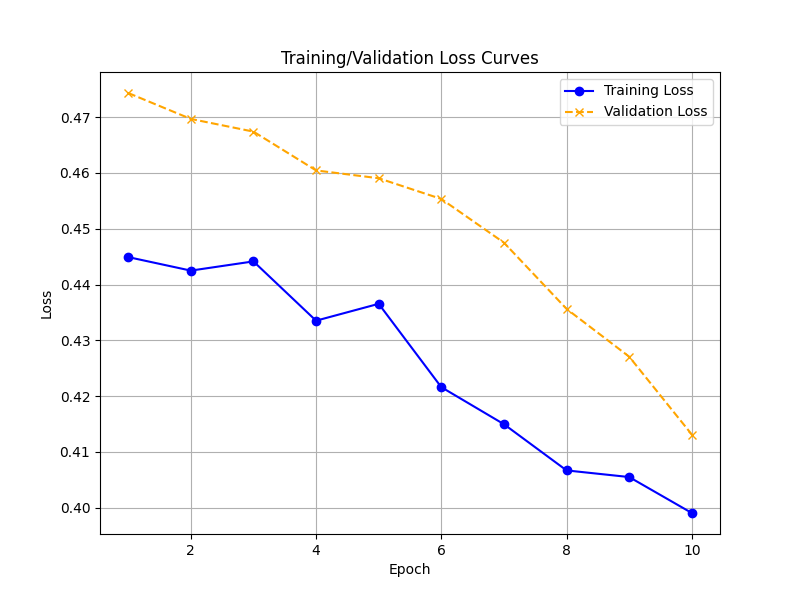 Training/Validation Loss Curves
Training Loss
Validation Loss
0.47
0.46
0.45
0.44
0.43
0.42
0.41
0.40
Loss
2 4 6 8 10
Epoch